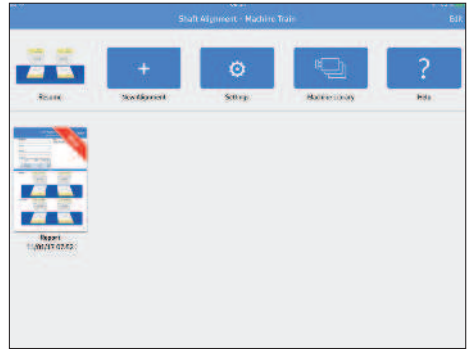 Shaft Alignment - Machine Train
Edit
Resume
New Alignment
Settings
Machine Library
Help
Report